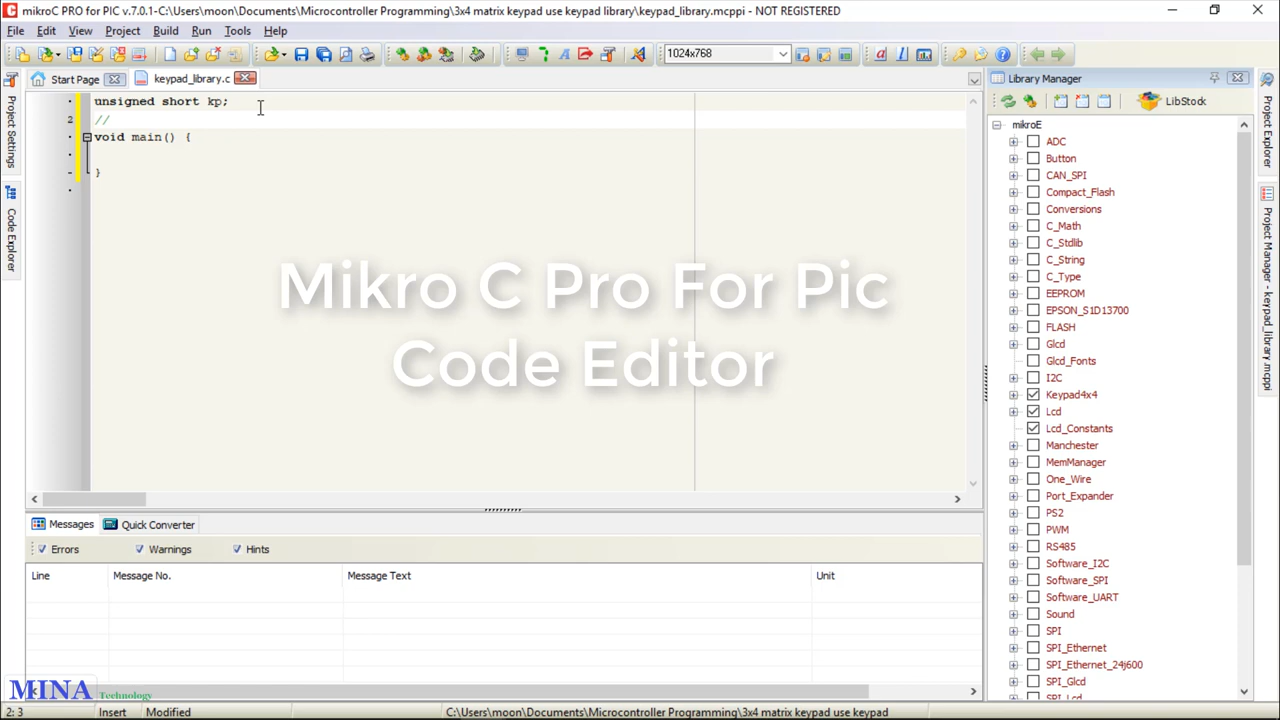 mikroC PRO for PIC v.7.0.1-C:\Users\moon\Documents\Microcontroller Programming\3x4 matrix keypad use keypad library\keypad_library.mcppi - NOT REGISTERED
File Edit View Project Build Run Tools Help
1024x768
Start Page
keypad_library.c
Library Manager
LibStock
Project Settings
Code Explorer
Project Explorer
Project Manager - keypad_library.mcppi
unsigned short kp;
2 //
void main() {
}
Mikro C Pro For Pic
Code Editor
mikroE
ADC
Button
CAN_SPI
Compact_Flash
Conversions
C_Math
C_Stdlib
C_String
C_Type
EEPROM
EPSON_S1D13700
FLASH
Glcd
Glcd_Fonts
I2C
Keypad4x4
Lcd
Lcd_Constants
Manchester
MemManager
One_Wire
Port_Expander
PS2
PWM
RS485
Software_I2C
Software_SPI
Software_UART
Sound
SPI
SPI_Ethernet
SPI_Ethernet_24j600
SPI_Glcd
SPI_Lcd
Messages Quick Converter
Errors Warnings Hints
Line Message No. Message Text Unit
MINA Technology
2: 3 Insert Modified C:\Users\moon\Documents\Microcontroller Programming\3x4 matrix keypad use keypad